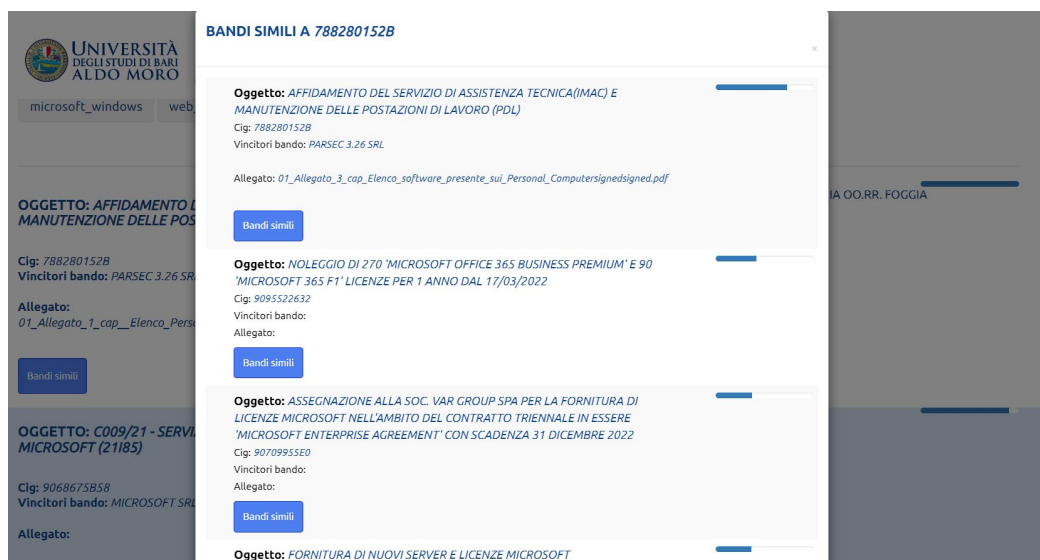 BANDI SIMILI A 788280152B
×
UNIVERSITÀ
DEGLI STUDI DI BARI
ALDO MORO
microsoft_windows web_
Oggetto: AFFIDAMENTO DEL SERVIZIO DI ASSISTENZA TECNICA(IMAC) E
MANUTENZIONE DELLE POSTAZIONI DI LAVORO (PDL)
Cig: 788280152B
Vincitori bando: PARSEC 3.26 SRL
Allegato: 01_Allegato_3_cap_Elenco_software_presente_sui_Personal_Computersignedsigned.pdf
Bandi simili
Oggetto: NOLEGGIO DI 270 'MICROSOFT OFFICE 365 BUSINESS PREMIUM' E 90
'MICROSOFT 365 F1' LICENZE PER 1 ANNO DAL 17/03/2022
Cig: 9095522632
Vincitori bando:
Allegato:
Bandi simili
Oggetto: ASSEGNAZIONE ALLA SOC. VAR GROUP SPA PER LA FORNITURA DI
LICENZE MICROSOFT NELL'AMBITO DEL CONTRATTO TRIENNALE IN ESSERE
'MICROSOFT ENTERPRISE AGREEMENT' CON SCADENZA 31 DICEMBRE 2022
Cig: 90709955E0
Vincitori bando:
Allegato:
Bandi simili
Oggetto: FORNITURA DI NUOVI SERVER E LICENZE MICROSOFT
OGGETTO: AFFIDAMENTO D
MANUTENZIONE DELLE POS
IA OO.RR. FOGGIA
Cig: 788280152B
Vincitori bando: PARSEC 3.26 SR
Allegato:
01_Allegato_1_cap__Elenco_Pers
Bandi simili
OGGETTO: C009/21 - SERVI
MICROSOFT (21I85)
Cig: 9068675B58
Vincitori bando: MICROSOFT SRL
Allegato: